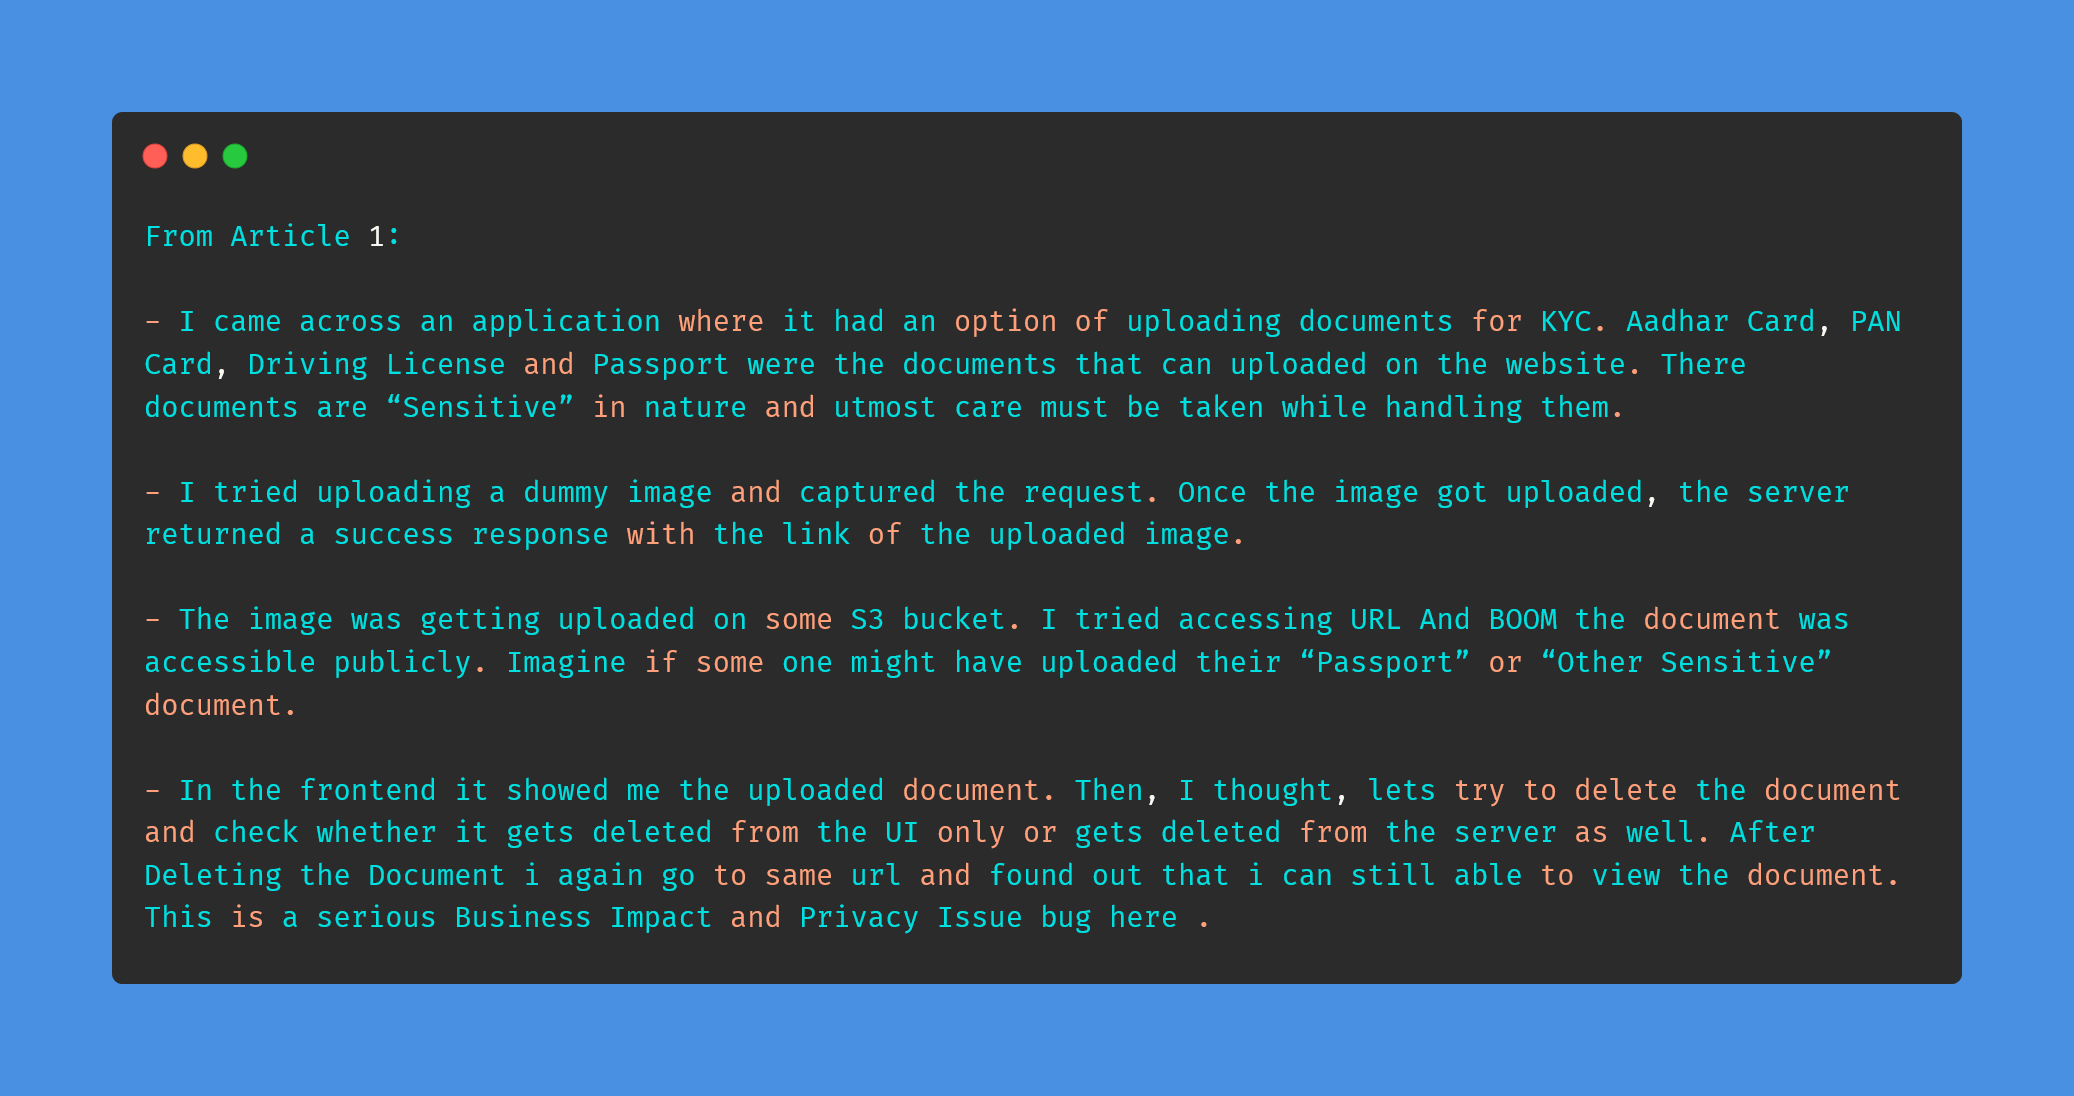 From Article 1:
- I came across an application where it had an option of uploading documents for KYC. Aadhar Card, PAN
Card, Driving License and Passport were the documents that can uploaded on the website. There
documents are “Sensitive” in nature and utmost care must be taken while handling them.
- I tried uploading a dummy image and captured the request. Once the image got uploaded, the server
returned a success response with the link of the uploaded image.
- The image was getting uploaded on some S3 bucket. I tried accessing URL And BOOM the document was
accessible publicly. Imagine if some one might have uploaded their “Passport” or “Other Sensitive”
document.
- In the frontend it showed me the uploaded document. Then, I thought, lets try to delete the document
and check whether it gets deleted from the UI only or gets deleted from the server as well. After
Deleting the Document i again go to same url and found out that i can still able to view the document.
This is a serious Business Impact and Privacy Issue bug here .